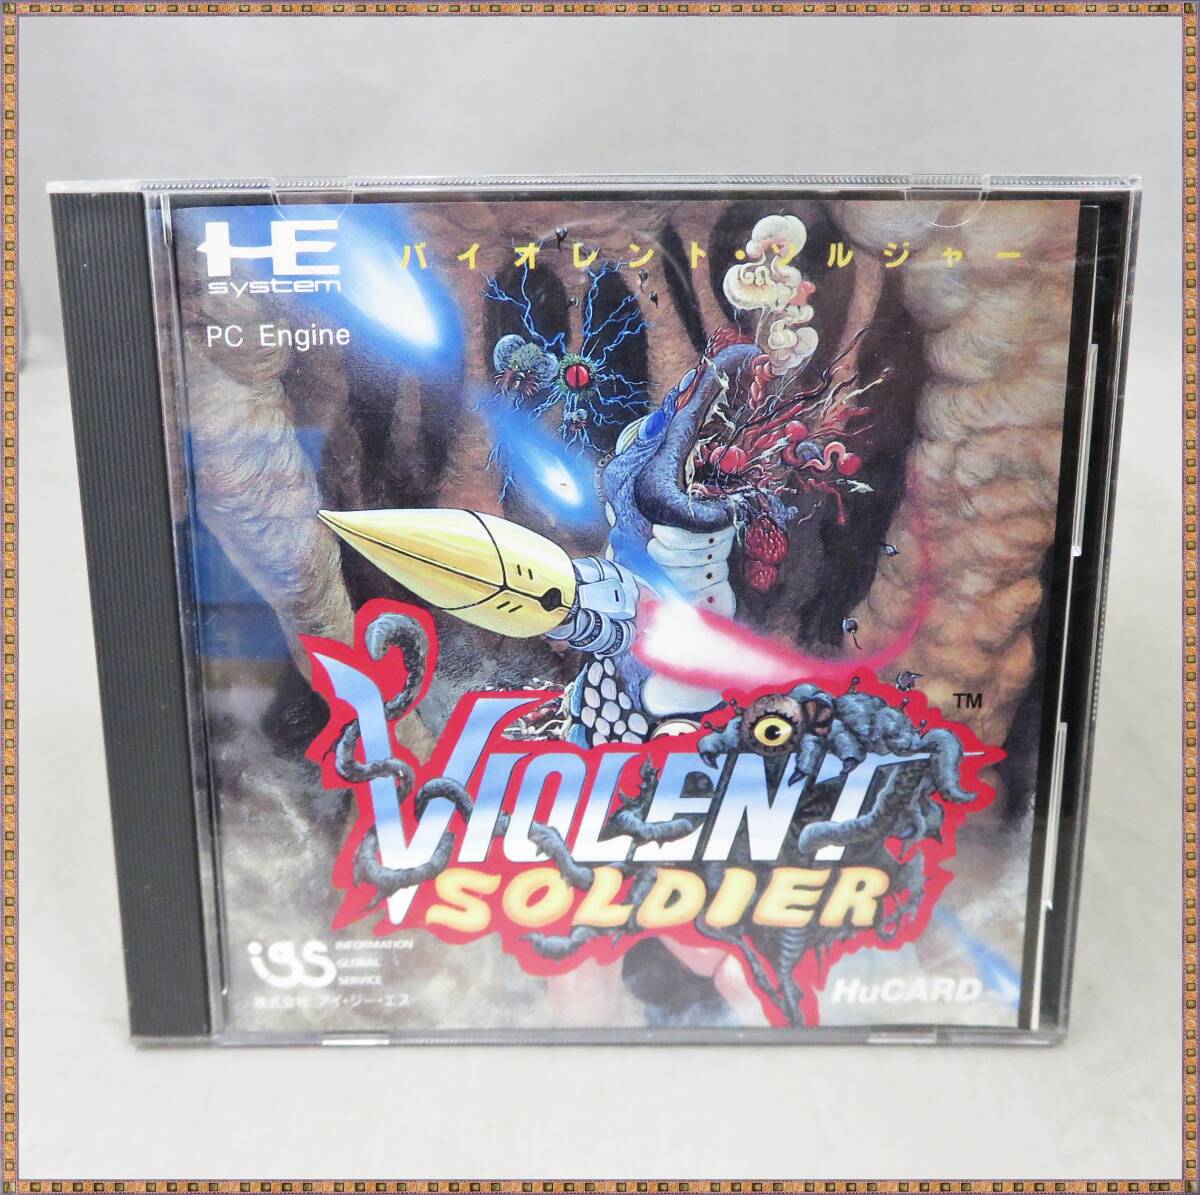 HE
system
PC Engine
バイオレント・ソルジャー
TM
VIOLENT
SOLDIER
igs
INFORMATION
GLOBAL
SERVICE
株式会社 アイ・ジー・エス
HuCARD